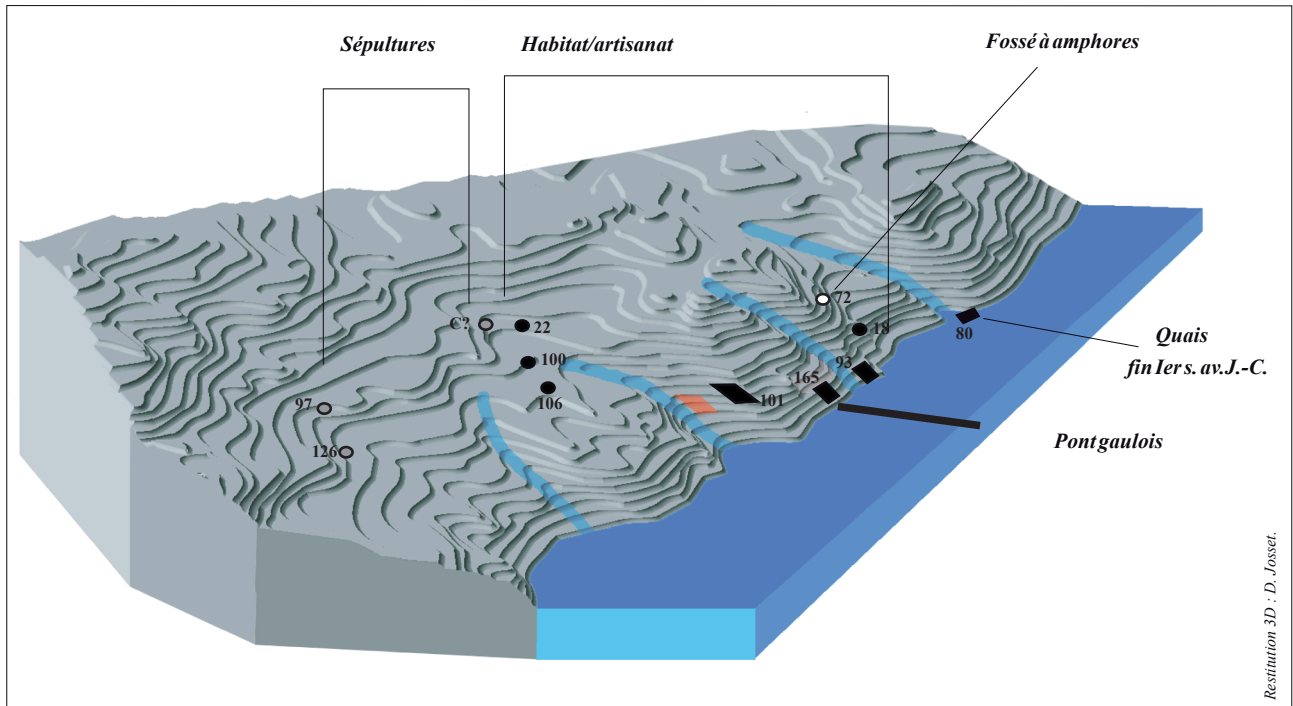 Sépultures
Habitat/artisanat
Fossé à amphores
72
C?
22
18
80
Quais
fin Ier s. av. J.-C.
100
93
165
106
101
97
Pont gaulois
126
Restitution 3D : D. Josset.